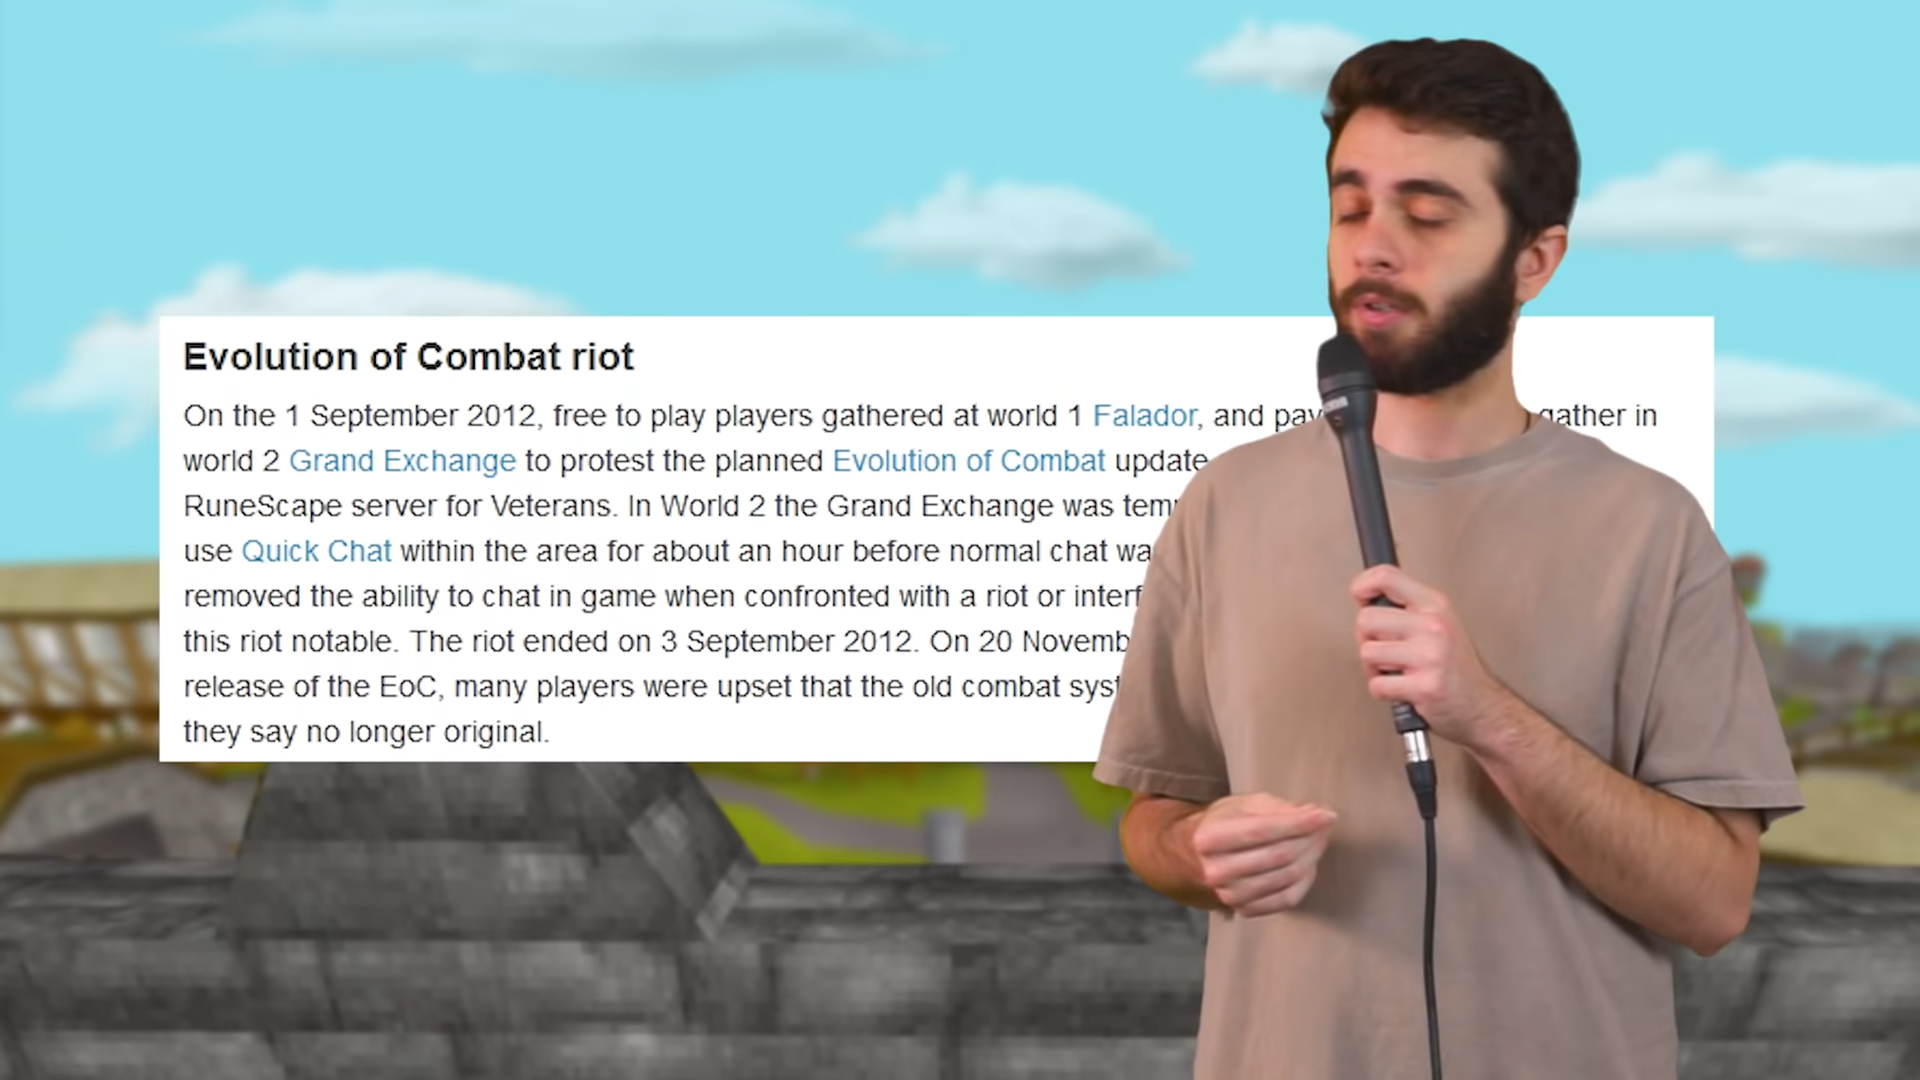 Evolution of Combat riot
On the 1 September 2012, free to play players gathered at world 1 Falador, and gather in
world 2 Grand Exchange to protest the planned Evolution of Combat update
RuneScape server for Veterans. In World 2 the Grand Exchange was
use Quick Chat within the area for about an hour before normal chat
removed the ability to chat in game when confronted with a riot or
this riot notable. The riot ended on 3 September 2012. On 20
release of the EoC, many players were upset that the old combat
they say no longer original.